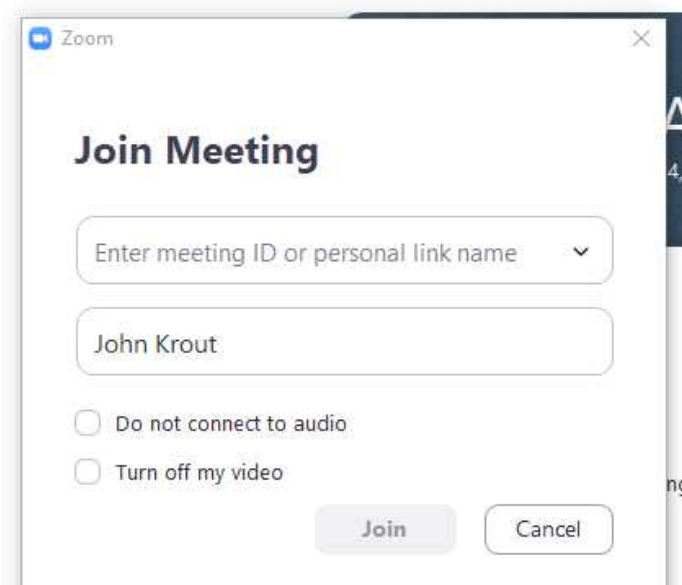 Zoom
Join Meeting
Enter meeting ID or personal link name
John Krout
Do not connect to audio
Turn off my video
Join
Cancel
4,